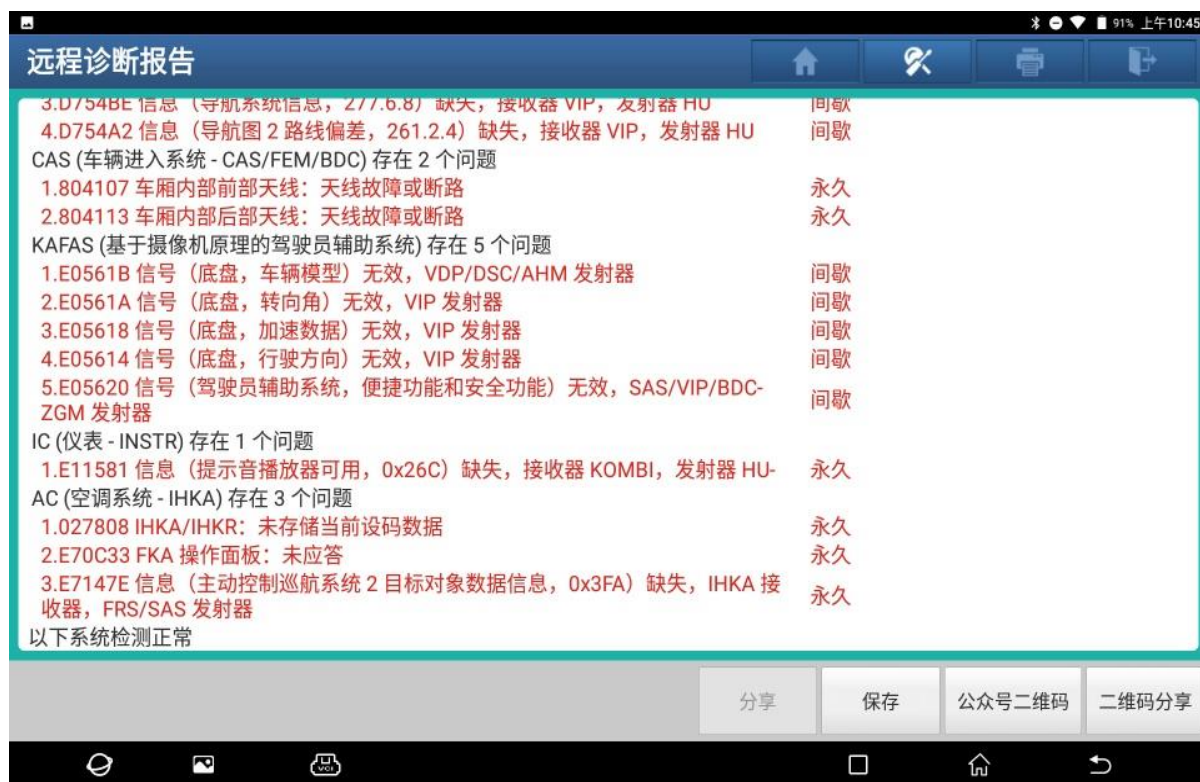 91% 上午10:45
远程诊断报告
3.D754BE 信息（导航系统信息，277.6.8）缺失，接收器 VIP，发射器 HU 间歇
4.D754A2 信息（导航图 2 路线偏差，261.2.4）缺失，接收器 VIP，发射器 HU 间歇
CAS (车辆进入系统 - CAS/FEM/BDC) 存在 2 个问题
1.804107 车厢内部前部天线：天线故障或断路 永久
2.804113 车厢内部后部天线：天线故障或断路 永久
KAFAS (基于摄像机原理的驾驶员辅助系统) 存在 5 个问题
1.E0561B 信号（底盘，车辆模型）无效，VDP/DSC/AHM 发射器 间歇
2.E0561A 信号（底盘，转向角）无效，VIP 发射器 间歇
3.E05618 信号（底盘，加速数据）无效，VIP 发射器 间歇
4.E05614 信号（底盘，行驶方向）无效，VIP 发射器 间歇
5.E05620 信号（驾驶员辅助系统，便捷功能和安全功能）无效，SAS/VIP/BDC-
ZGM 发射器 间歇
IC (仪表 - INSTR) 存在 1 个问题
1.E11581 信息（提示音播放器可用，0x26C）缺失，接收器 KOMBI，发射器 HU- 永久
AC (空调系统 - IHKA) 存在 3 个问题
1.027808 IHKA/IHKR：未存储当前设码数据 永久
2.E70C33 FKA 操作面板：未应答 永久
3.E7147E 信息（主动控制巡航系统 2 目标对象数据信息，0x3FA）缺失，IHKA 接
收器，FRS/SAS 发射器 永久
以下系统检测正常
分享 保存 公众号二维码 二维码分享
VCI